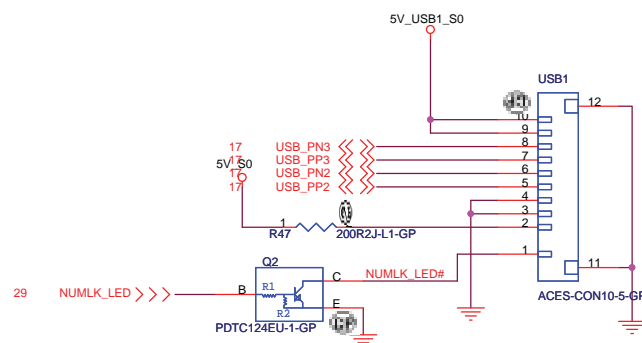 5V_USB1_S0
USB1
12
10
9
17 USB_PN3 8
17 USB_PP3 7
5V_S0
17 USB_PN2 6
17 USB_PP2 5
4
3
1 2
R47 200R2J-L1-GP
Q2
1
C NUMLK_LED#
11
29 NUMLK_LED B R1
R2 E
ACES-CON10-5-GP
PDTC124EU-1-GP